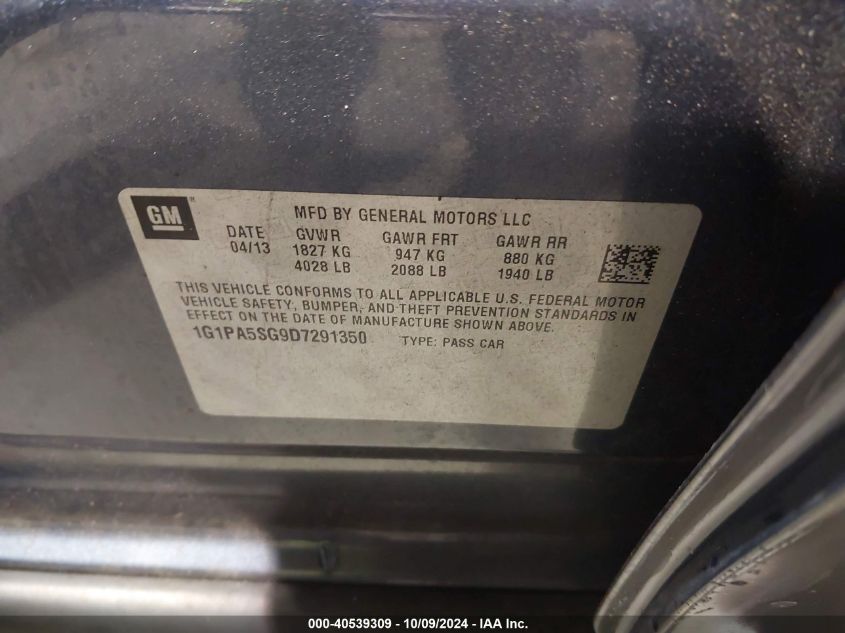 GM®
MFD BY GENERAL MOTORS LLC
DATE GVWR GAWR FRT GAWR RR
04/13 1827 KG 947 KG 880 KG
4028 LB 2088 LB 1940 LB
THIS VEHICLE CONFORMS TO ALL APPLICABLE U.S. FEDERAL MOTOR
VEHICLE SAFETY, BUMPER, AND THEFT PREVENTION STANDARDS IN
EFFECT ON THE DATE OF MANUFACTURE SHOWN ABOVE.
1G1PA5SG9D7291350 TYPE: PASS CAR
000-40539309 - 10/09/2024 - IAA Inc.